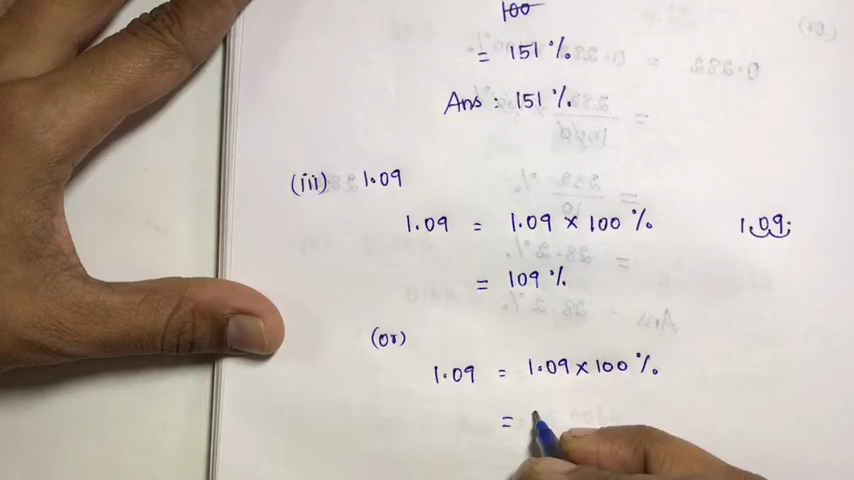 100
= 151 %
Ans : 151 %
(iii) 1.09
1.09 = 1.09 × 100 % 1.09.
= 109 %
(or)
1.09 = 1.09 × 100 %
=